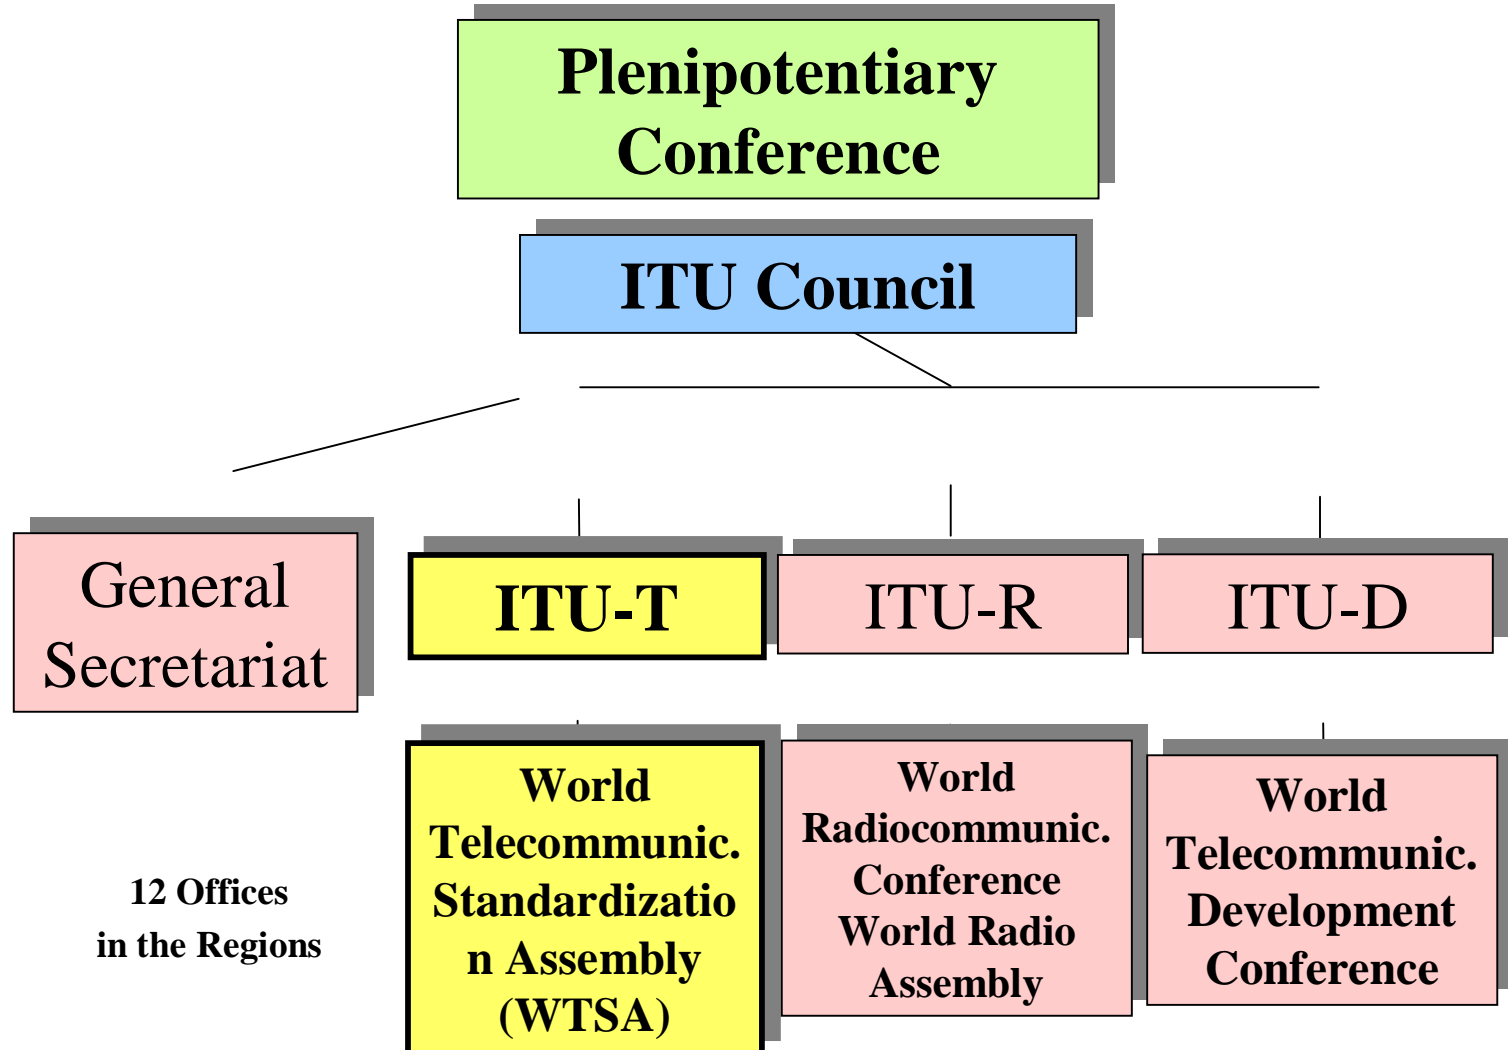 Plenipotentiary
Conference
ITU Council
General
Secretariat
ITU-T
ITU-R
ITU-D
World
Telecommunic.
Standardizatio
n Assembly
(WTSA)
World
Radiocommunic.
Conference
World Radio
Assembly
World
Telecommunic.
Development
Conference
12 Offices
in the Regions